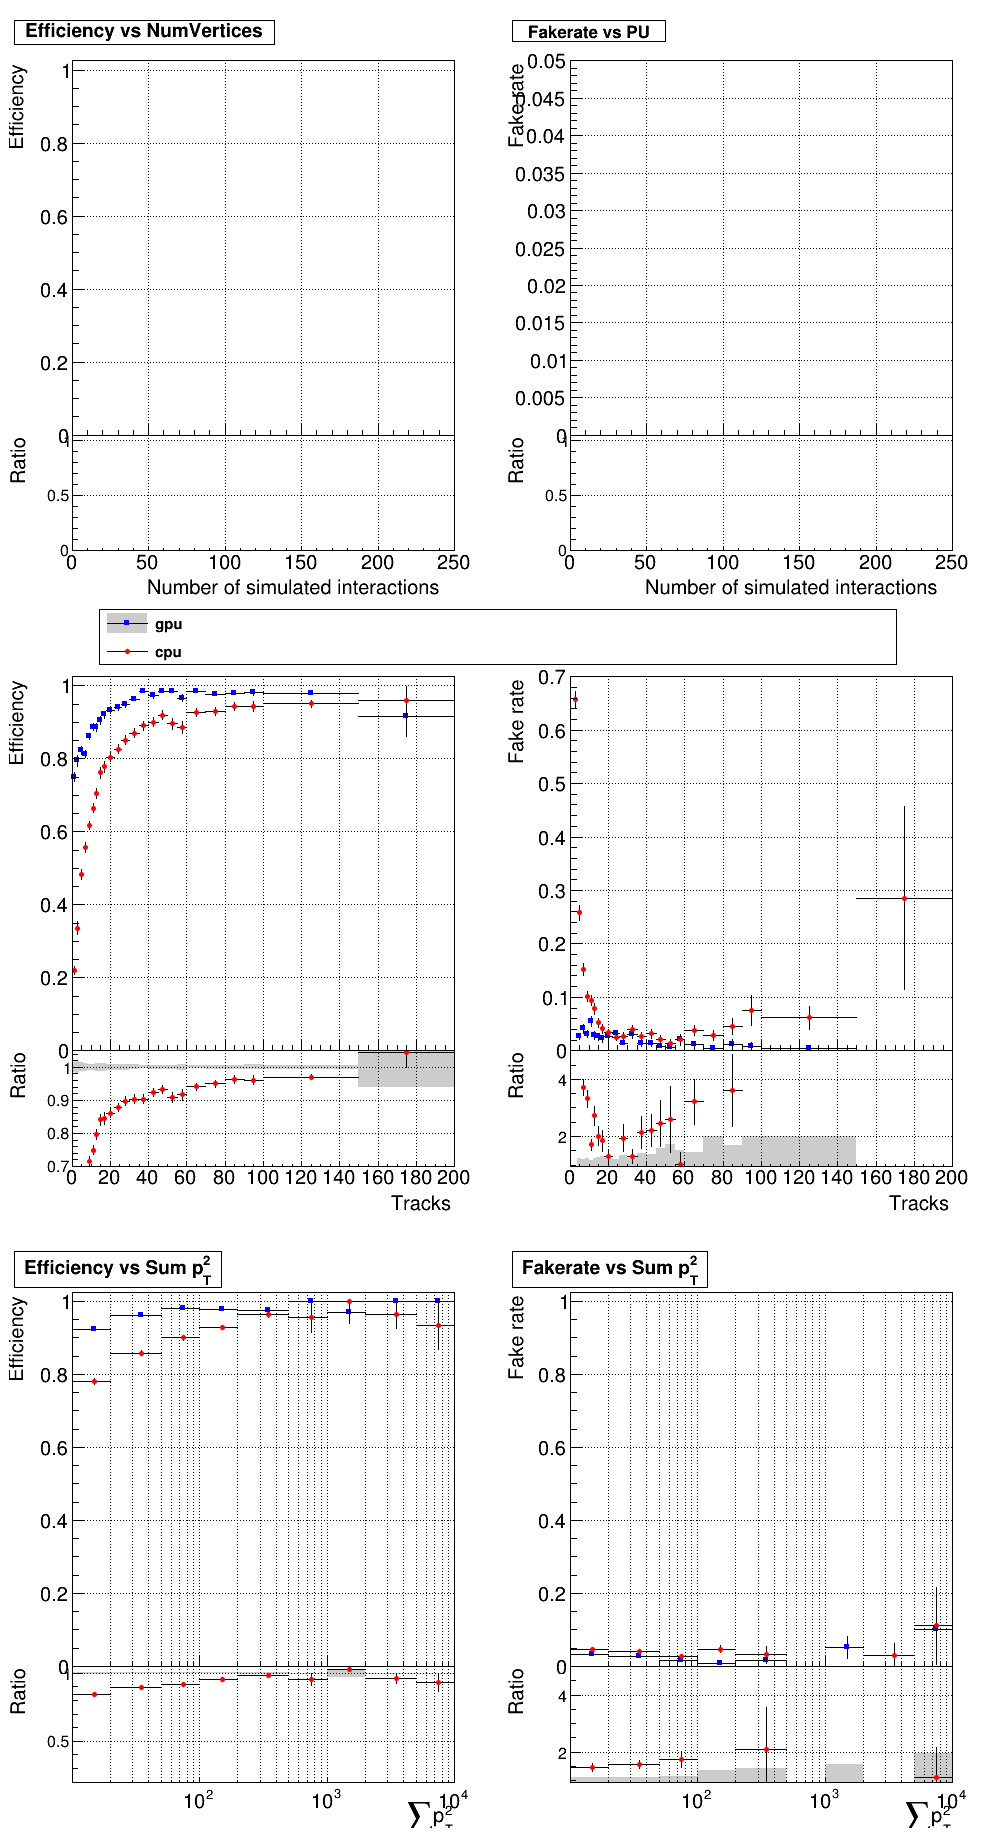 Efficiency vs NumVertices
Fakerate vs PU
Efficiency
1
0.8
0.6
0.4
0.2
0
Ratio
1
0.5
0
0 50 100 150 200 250
Number of simulated interactions
Fake rate
0.05
0.045
0.04
0.035
0.03
0.025
0.02
0.015
0.01
0.005
0
Ratio
1
0.5
0
0 50 100 150 200 250
Number of simulated interactions
gpu
cpu
Efficiency
1
0.8
0.6
0.4
0.2
0
Ratio
1
0.9
0.8
0.7
0 20 40 60 80 100 120 140 160 180 200
Tracks
Fake rate
0.7
0.6
0.5
0.4
0.3
0.2
0.1
0
Ratio
4
2
0 20 40 60 80 100 120 140 160 180 200
Tracks
Efficiency vs Sum p_T^2
Fakerate vs Sum p_T^2
Efficiency
1
0.8
0.6
0.4
0.2
0
Ratio
1
0.5
10^2 10^3 10^4
∑p_T^2
Fake rate
1
0.8
0.6
0.4
0.2
0
Ratio
4
2
10^2 10^3 10^4
∑p_T^2